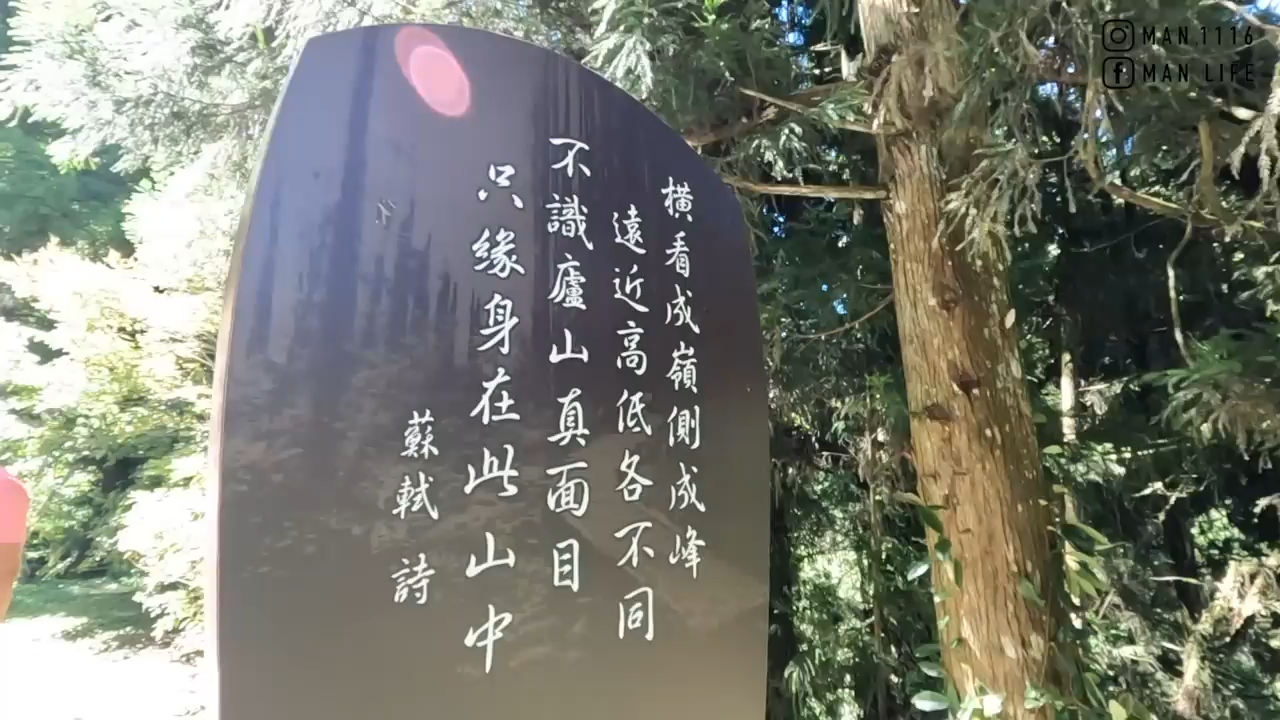 橫看成嶺側成峰
遠近高低各不同
不識廬山真面目
只緣身在此山中
蘇軾 詩
MAN.1116
MAN LIFE